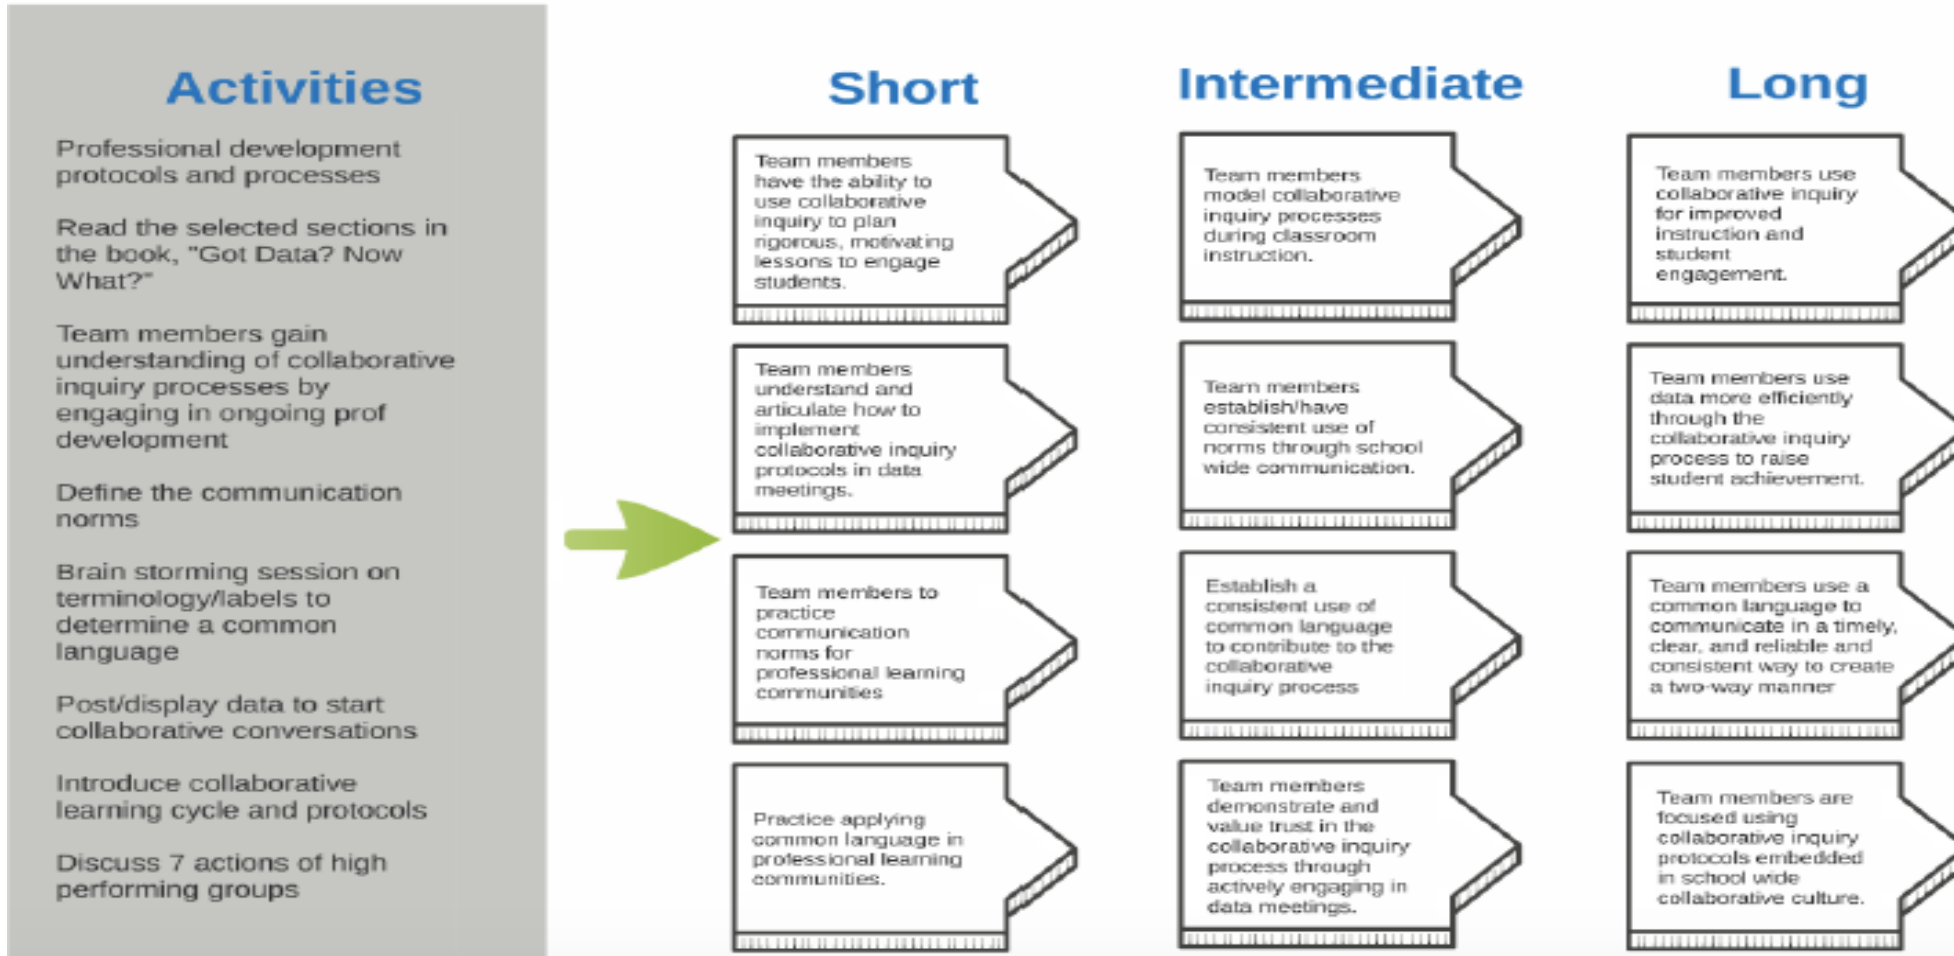 Activities
Professional development
protocols and processes
Read the selected sections in
the book, "Got Data? Now
What?"
Team members gain
understanding of collaborative
inquiry processes by
engaging in ongoing prof
development
Define the communication
norms
Brain storming session on
terminology/labels to
determine a common
language
Post/display data to start
collaborative conversations
Introduce collaborative
learning cycle and protocols
Discuss 7 actions of high
performing groups
Short
Team members
have the ability to
use collaborative
inquiry to plan
rigorous, motivating
lessons to engage
students.
Team members
understand and
articulate how to
implement
collaborative inquiry
protocols in data
meetings.
Team members to
practice
communication
norms for
professional learning
communities
Practice applying
common language in
professional learning
communities.
Intermediate
Team members
model collaborative
inquiry processes
during classroom
instruction.
Team members
establish/have
consistent use of
norms through school
wide communication.
Establish a
consistent use of
common language
to contribute to the
collaborative
inquiry process
Team members
demonstrate and
value trust in the
collaborative inquiry
process through
actively engaging in
data meetings.
Long
Team members use
collaborative inquiry
for improved
instruction and
student
engagement.
Team members use
data more efficiently
through the
collaborative inquiry
process to raise
student achievement.
Team members use a
common language to
communicate in a timely,
clear, and reliable and
consistent way to create
a two-way manner
Team members are
focused using
collaborative inquiry
protocols embedded
in school wide
collaborative culture.